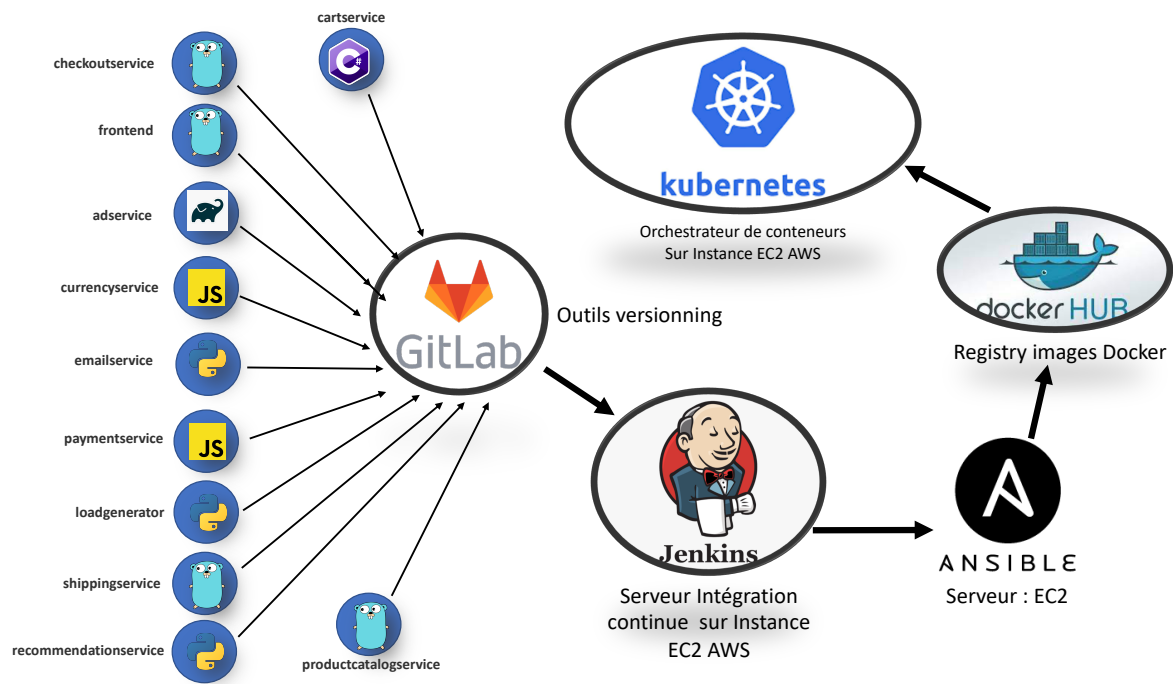 cartservice
checkoutservice
C#
frontend
kubernetes
adservice
Orchestrateur de conteneurs
Sur Instance EC2 AWS
currencyservice
JS
GitLab
Outils versionning
docker HUB
Registry images Docker
emailservice
paymentservice
JS
loadgenerator
Jenkins
ANSIBLE
shippingservice
Serveur Intégration
continue sur Instance
EC2 AWS
Serveur : EC2
recommendationservice
productcatalogservice